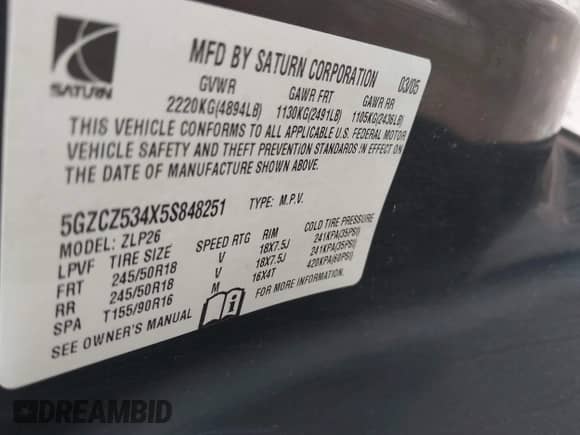 SATURN
MFD BY SATURN CORPORATION 03/05
GVWR GAWR FRT GAWR RR
2220KG(4894LB) 1130KG(2491LB) 1105KG(2436LB)
THIS VEHICLE CONFORMS TO ALL APPLICABLE U.S. FEDERAL MOTOR
VEHICLE SAFETY AND THEFT PREVENTION STANDARDS IN EFFECT ON
THE DATE OF MANUFACTURE SHOWN ABOVE.
5GZCZ534X5S848251 TYPE: M.P.V.
MODEL: ZLP26
LPVF TIRE SIZE SPEED RTG RIM COLD TIRE PRESSURE
FRT 245/50R18 V 18X7.5J 241KPA(35PSI)
RR 245/50R18 V 18X7.5J 241KPA(35PSI)
SPA T155/90R16 M 16X4T 420KPA(60PSI)
SEE OWNER'S MANUAL FOR MORE INFORMATION.
DREAMBID